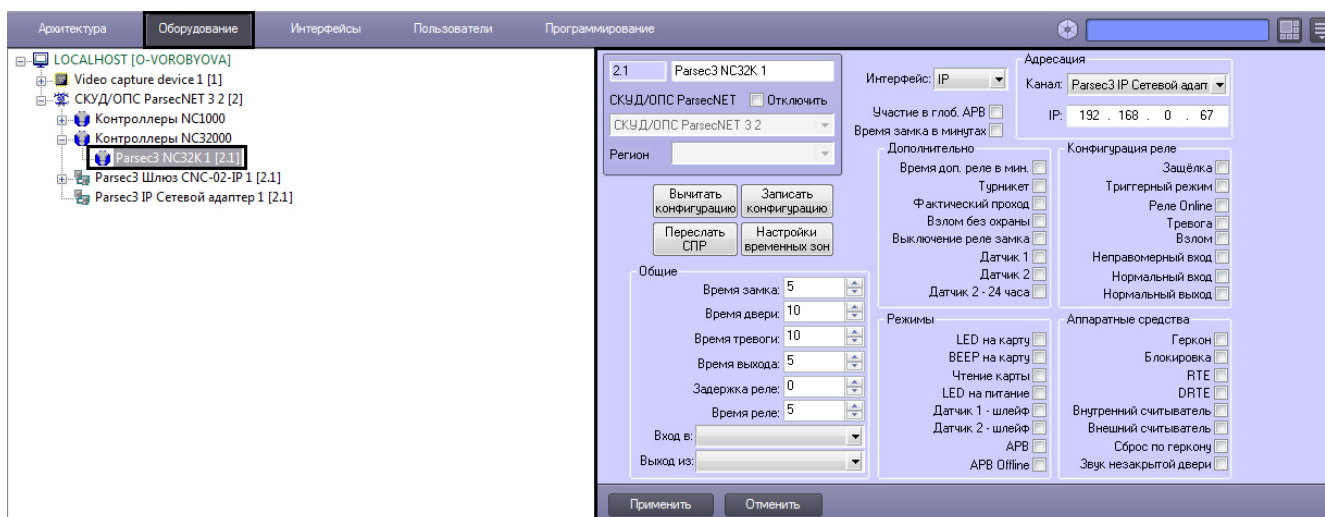 Архитектура Оборудование Интерфейсы Пользователи Программирование
LOCALHOST [O-VOROBYOVA]
Video capture device 1 [1]
СКУД/ОПС ParsecNET 3 2 [2]
Контроллеры NC1000
Контроллеры NC32000
Parsec3 NC32K 1 [2.1]
Parsec3 Шлюз CNC-02-IP 1 [2.1]
Parsec3 IP Сетевой адаптер 1 [2.1]
2.1 Parsec3 NC32K 1
СКУД/ОПС ParsecNET Отключить
СКУД/ОПС ParsecNET 3 2
Регион
Вычитать конфигурацию
Записать конфигурацию
Переслать СПР
Настройки временных зон
Общие
Время замка: 5
Время двери: 10
Время тревоги: 10
Время выхода: 5
Задержка реле: 0
Время реле: 5
Вход в:
Выход из:
Интерфейс: IP
Участие в глоб. APB
Время замка в минутах
Адресация
Канал: Parsec3 IP Сетевой адап
IP: 192 . 168 . 0 . 67
Дополнительно
Время доп. реле в мин.
Турникет
Фактический проход
Взлом без охраны
Выключение реле замка
Датчик 1
Датчик 2
Датчик 2 - 24 часа
Конфигурация реле
Защёлка
Триггерный режим
Реле Online
Тревога
Взлом
Неправомерный вход
Нормальный вход
Нормальный выход
Режимы
LED на карту
BEEP на карту
Чтение карты
LED на питание
Датчик 1 - шлейф
Датчик 2 - шлейф
APB
APB Offline
Аппаратные средства
Геркон
Блокировка
RTE
DRTE
Внутренний считыватель
Внешний считыватель
Сброс по геркону
Звук незакрытой двери
Применить Отменить